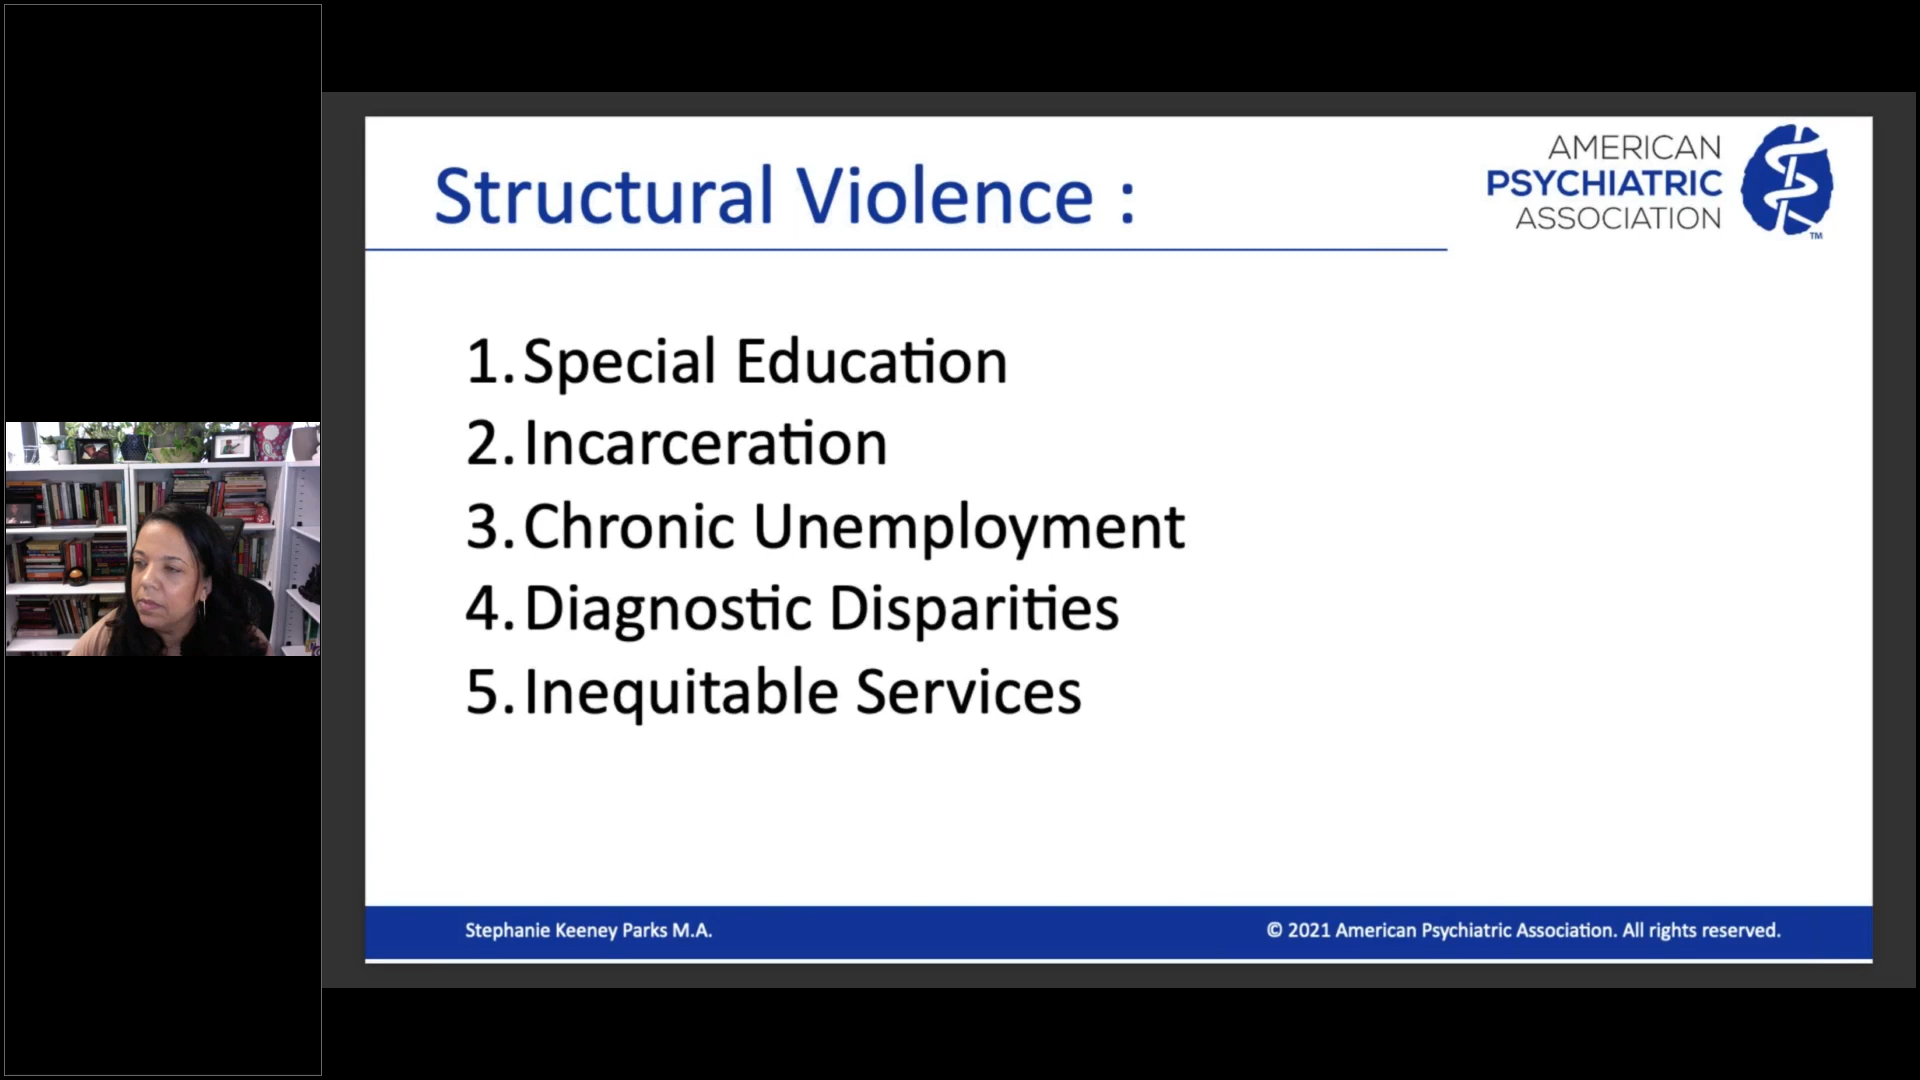 Structural Violence :
AMERICAN
PSYCHIATRIC
ASSOCIATION
TM
1. Special Education
2. Incarceration
3. Chronic Unemployment
4. Diagnostic Disparities
5. Inequitable Services
Stephanie Keeney Parks M.A.
© 2021 American Psychiatric Association. All rights reserved.